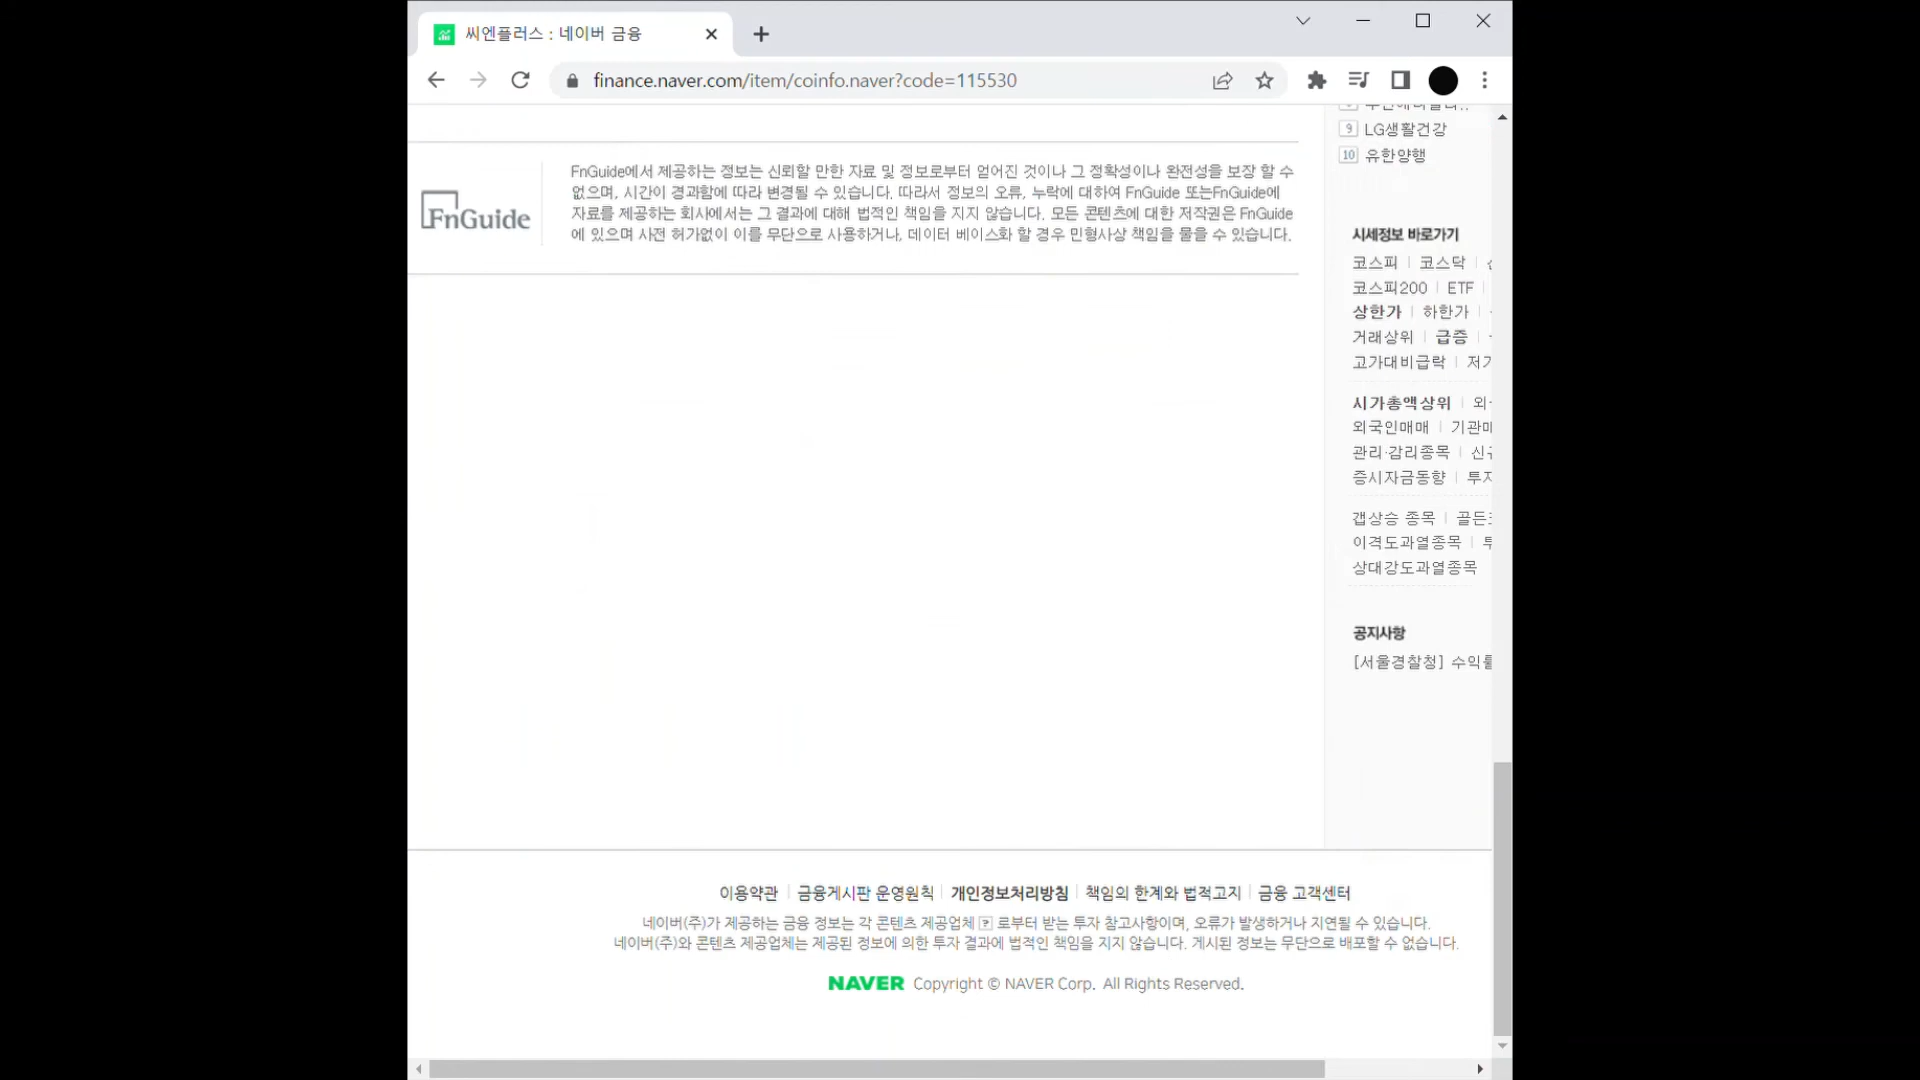 씨엔플러스 : 네이버 금융
finance.naver.com/item/coinfo.naver?code=115530
9 LG생활건강
10 유한양행
FnGuide
FnGuide에서 제공하는 정보는 신뢰할 만한 자료 및 정보로부터 얻어진 것이나 그 정확성이나 완전성을 보장 할 수
없으며, 시간이 경과함에 따라 변경될 수 있습니다. 따라서 정보의 오류, 누락에 대하여 FnGuide 또는FnGuide에
자료를 제공하는 회사에서는 그 결과에 대해 법적인 책임을 지지 않습니다. 모든 콘텐츠에 대한 저작권은 FnGuide
에 있으며 사전 허가없이 이를 무단으로 사용하거나, 데이터 베이스화 할 경우 민형사상 책임을 물을 수 있습니다.
시세정보 바로가기
코스피 코스닥
코스피200 ETF
상한가 하한가
거래상위 급증
고가대비급락
시가총액상위
외국인매매
관리·감리종목
증시자금동향
갭상승 종목
이격도과열종목
상대강도과열종목
공지사항
[서울경찰청]
이용약관 금융게시판 운영원칙 개인정보처리방침 책임의 한계와 법적고지 금융 고객센터
네이버(주)가 제공하는 금융 정보는 각 콘텐츠 제공업체 ? 로부터 받는 투자 참고사항이며, 오류가 발생하거나 지연될 수 있습니다.
네이버(주)와 콘텐츠 제공업체는 제공된 정보에 의한 투자 결과에 법적인 책임을 지지 않습니다. 게시된 정보는 무단으로 배포할 수 없습니다.
NAVER Copyright © NAVER Corp. All Rights Reserved.